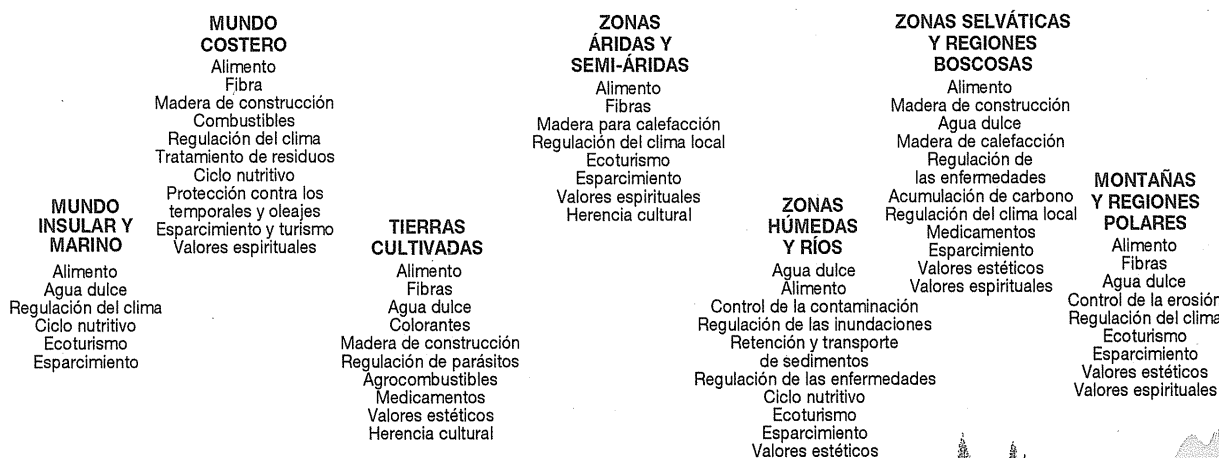 MUNDO
COSTERO
Alimento
Fibra
Madera de construcción
Combustibles
Regulación del clima
Tratamiento de residuos
Ciclo nutritivo
Protección contra los
temporales y oleajes
Esparcimiento y turismo
Valores espirituales
ZONAS
ÁRIDAS Y
SEMI-ÁRIDAS
Alimento
Fibras
Madera para calefacción
Regulación del clima local
Ecoturismo
Esparcimiento
Valores espirituales
Herencia cultural
ZONAS SELVÁTICAS
Y REGIONES
BOSCOSAS
Alimento
Madera de construcción
Agua dulce
Madera de calefacción
Regulación de
las enfermedades
Acumulación de carbono
Regulación del clima local
Medicamentos
Esparcimiento
Valores estéticos
Valores espirituales
MUNDO
INSULAR Y
MARINO
Alimento
Agua dulce
Regulación del clima
Ciclo nutritivo
Ecoturismo
Esparcimiento
TIERRAS
CULTIVADAS
Alimento
Fibras
Agua dulce
Colorantes
Madera de construcción
Regulación de parásitos
Agrocombustibles
Medicamentos
Valores estéticos
Herencia cultural
ZONAS
HÚMEDAS
Y RÍOS
Agua dulce
Alimento
Control de la contaminación
Regulación de las inundaciones
Retención y transporte
de sedimentos
Regulación de las enfermedades
Ciclo nutritivo
Ecoturismo
Esparcimiento
Valores estéticos
MONTAÑAS
Y REGIONES
POLARES
Alimento
Fibras
Agua dulce
Control de la erosión
Regulación del clima
Ecoturismo
Esparcimiento
Valores estéticos
Valores espirituales